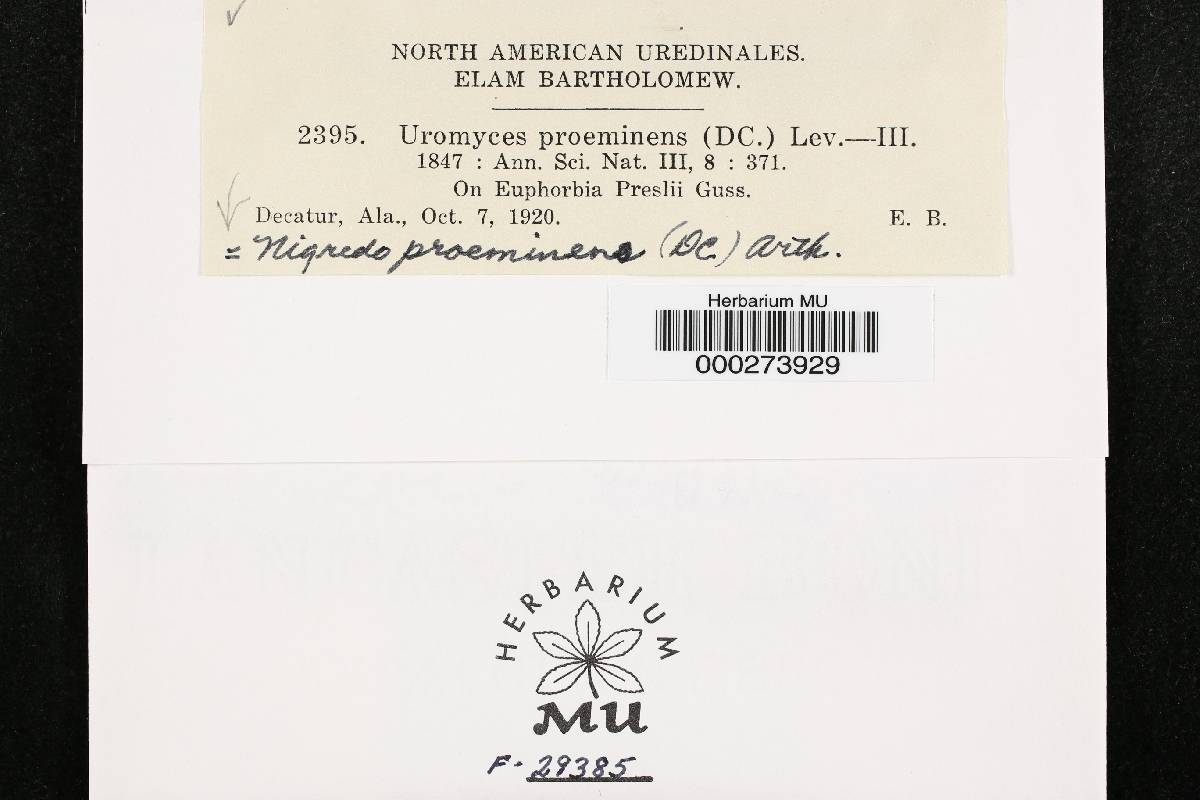 NORTH AMERICAN UREDINALES.
ELAM BARTHOLOMEW.
2395. Uromyces proeminens (DC.) Lev.—III.
1847 : Ann. Sci. Nat. III, 8 : 371.
On Euphorbia Preslii Guss.
Decatur, Ala., Oct. 7, 1920. E. B.
= Nigredo proeminens (DC.) Arth.
Herbarium MU
000273929
HERBARIUM
MU
F- 29385